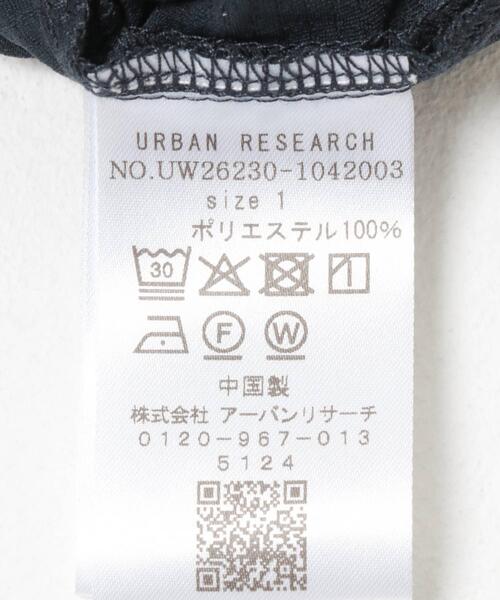 URBAN RESEARCH
NO.UW26230-1042003
size 1
ポリエステル100%
30
F W
中国製
株式会社 アーバンリサーチ
0120-967-013
5124